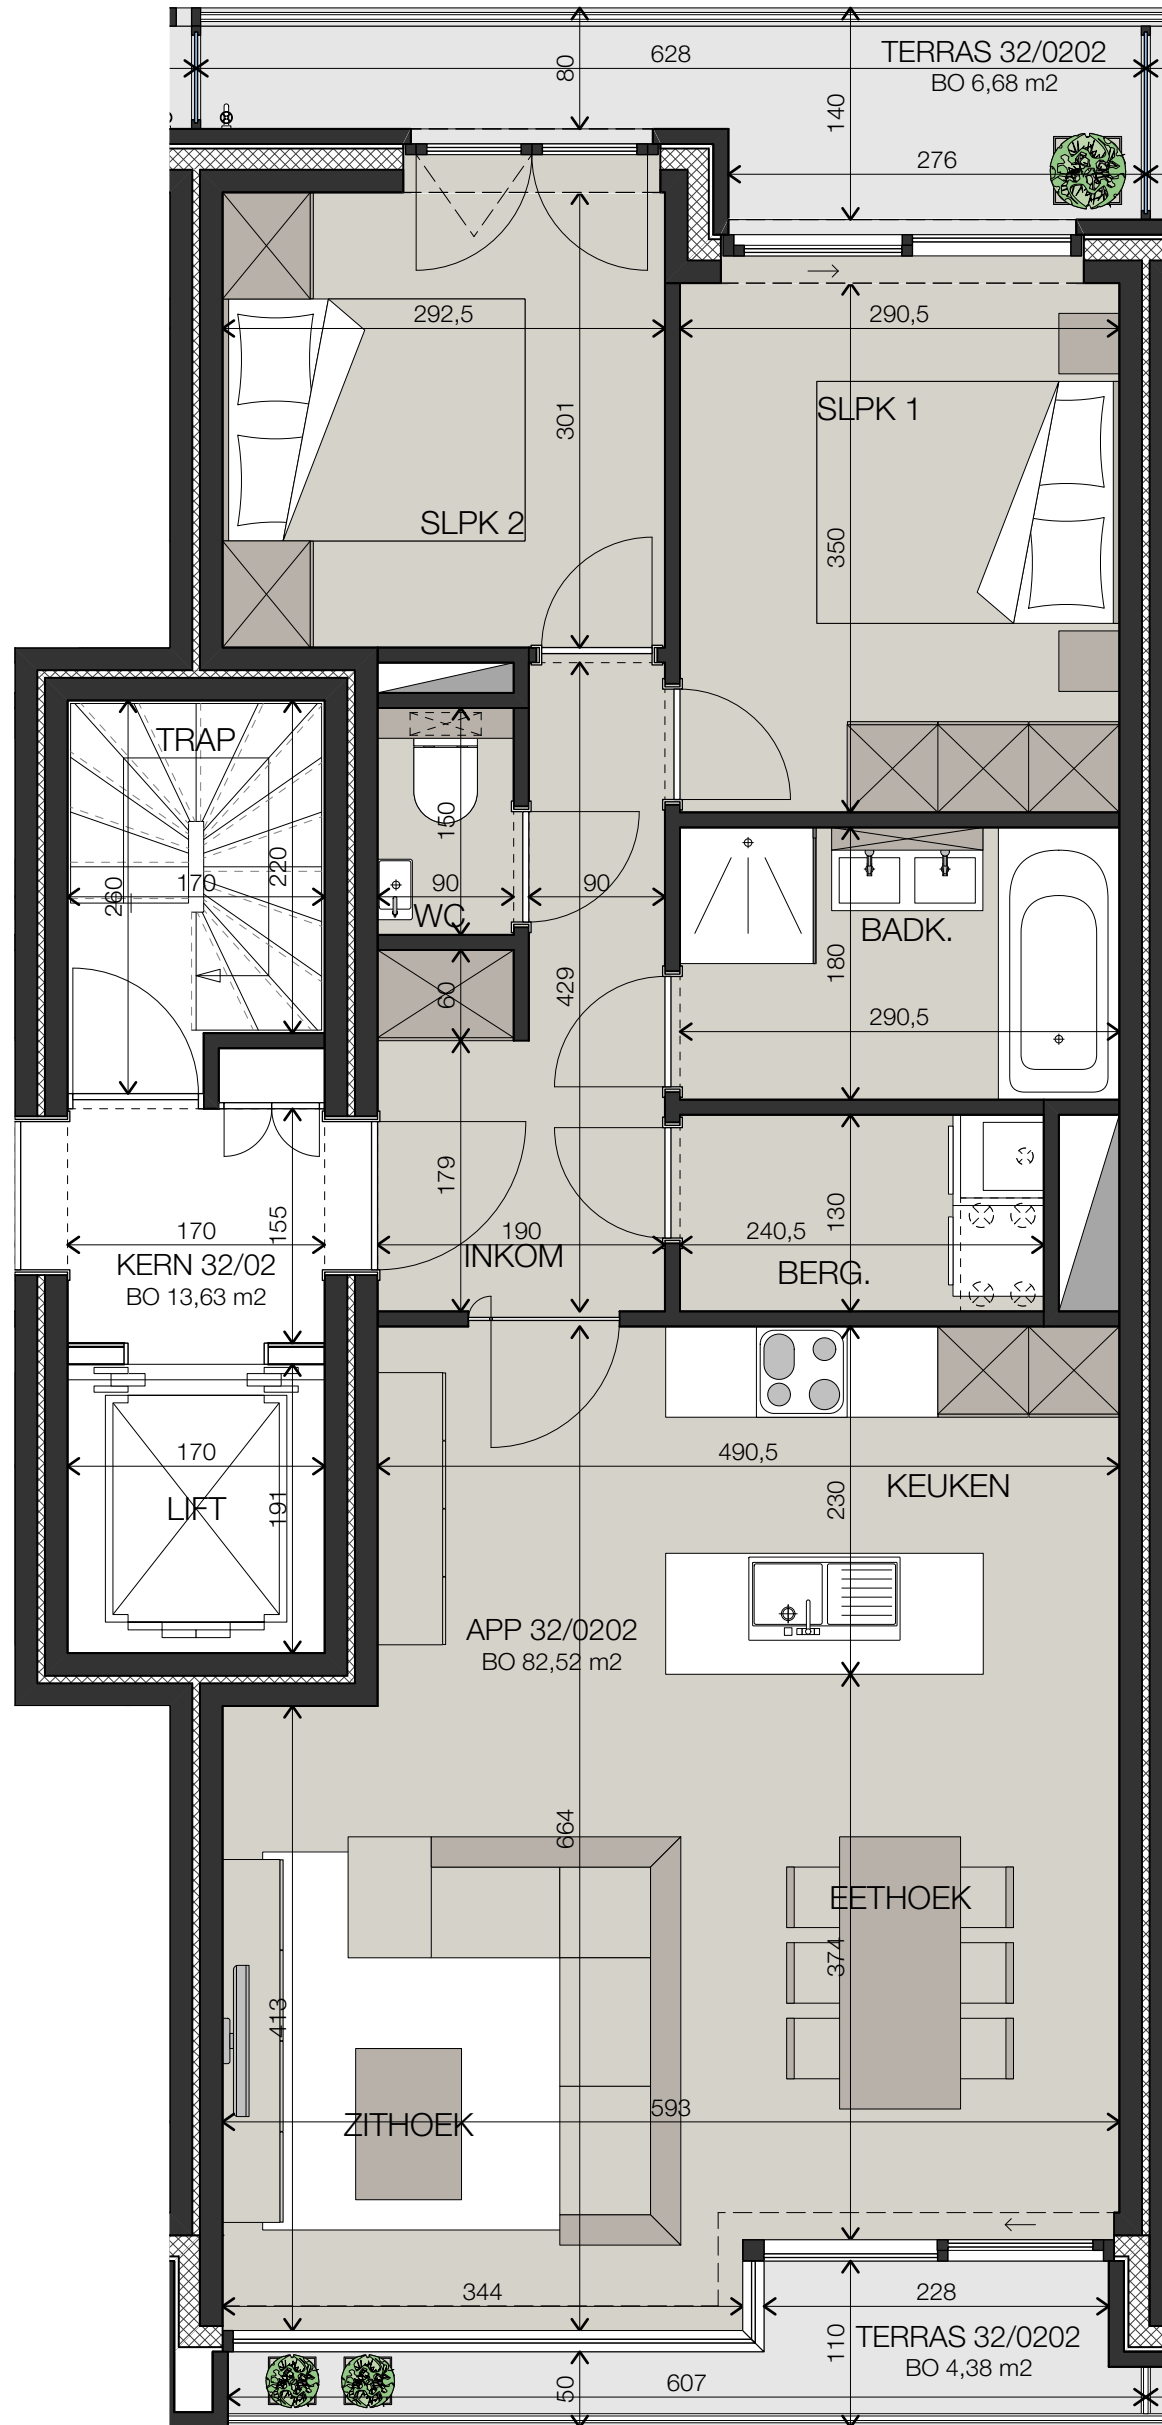 628
80
140
TERRAS 32/0202
BO 6,68 m2
276
292,5
290,5
301
SLPK 1
SLPK 2
350
TRAP
150
220
170
260
90
90
WC
BADK.
180
60
429
290,5
179
155
130
170
190
240,5
INKOM
KERN 32/02
BO 13,63 m2
BERG.
170
490,5
KEUKEN
230
LIFT
191
APP 32/0202
BO 82,52 m2
664
EETHOEK
374
413
593
ZITHOEK
344
228
110
TERRAS 32/0202
BO 4,38 m2
50
607